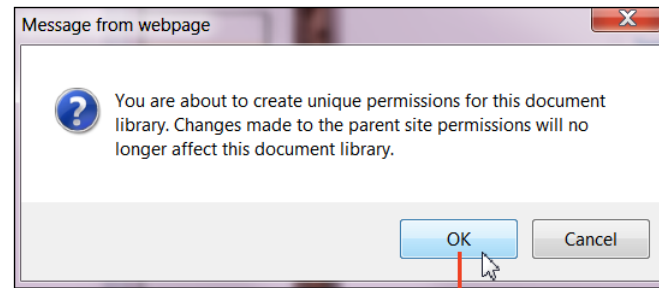 Message from webpage
X
You are about to create unique permissions for this document
library. Changes made to the parent site permissions will no
longer affect this document library.
OK
Cancel